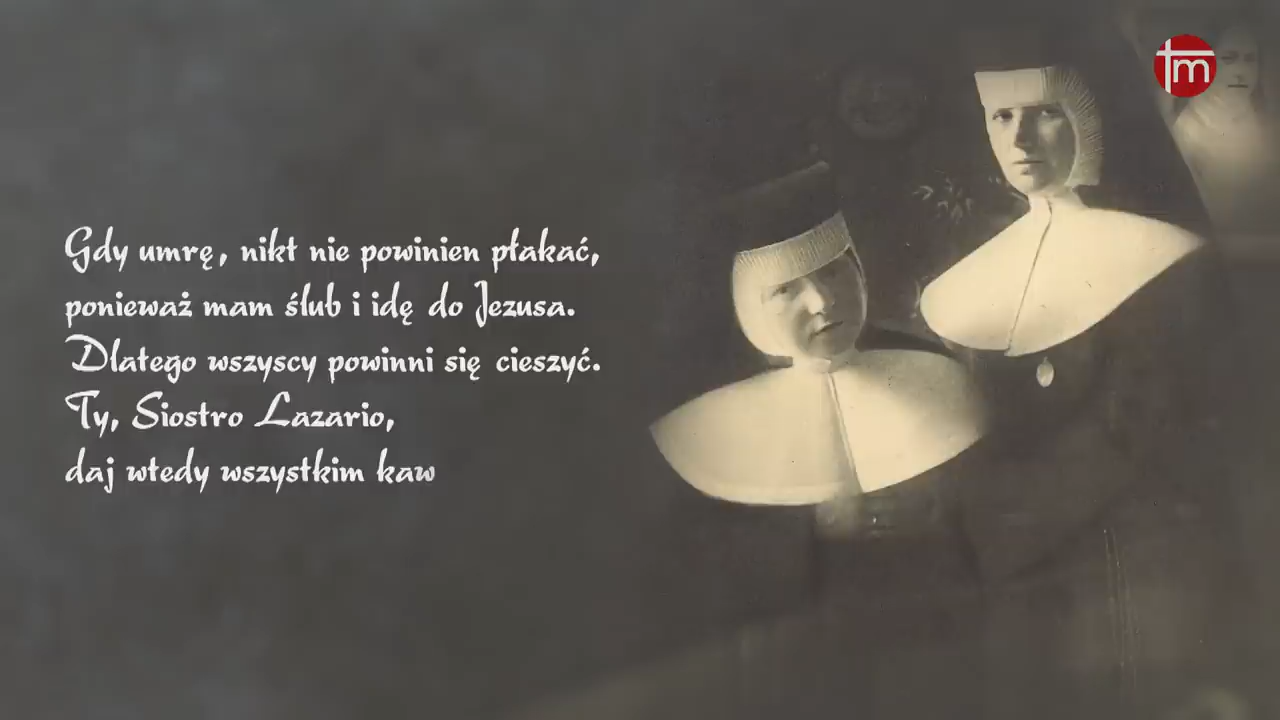 Gdy umrę, nikt nie powinien płakać,
ponieważ mam ślub i idę do Jezusa.
Dlatego wszyscy powinni się cieszyć.
Ty, Siostro Lazario,
daj wtedy wszystkim kaw
tm